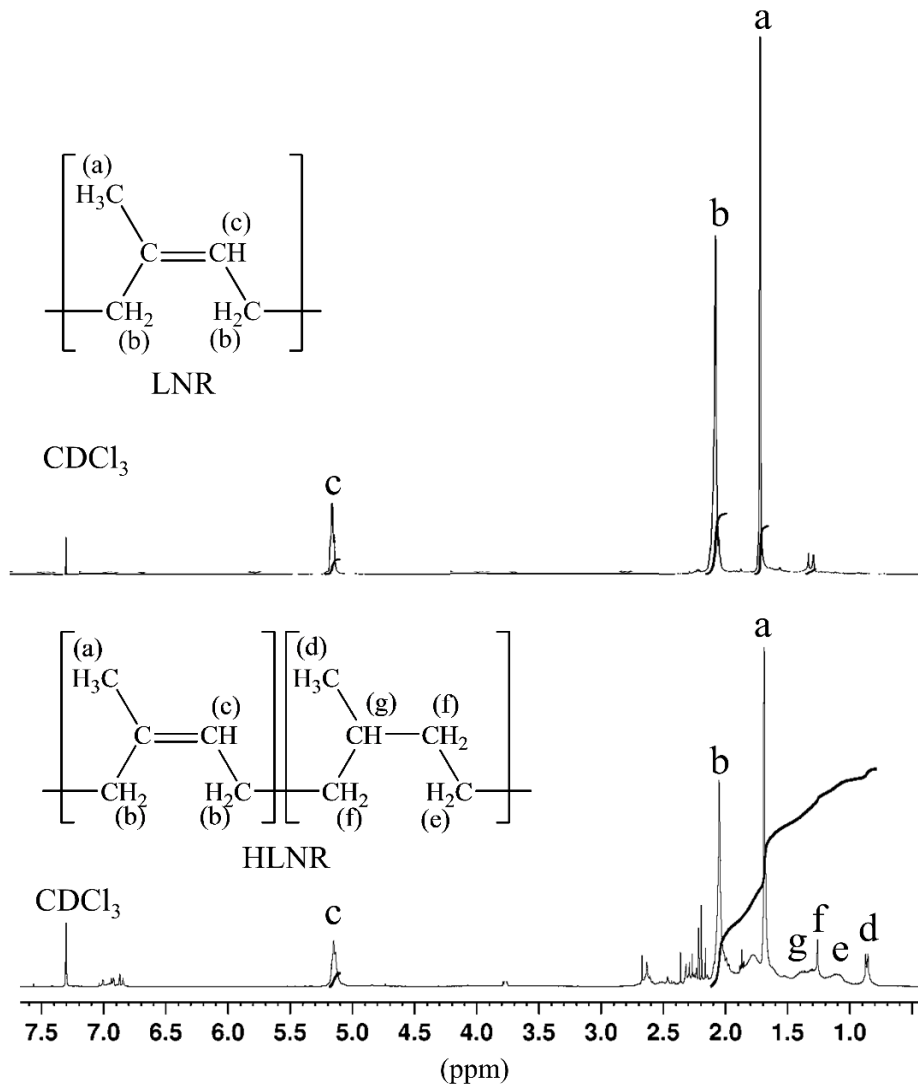 a
b
(a)
H₃C
(c)
C=CH
CH₂ H₂C
(b) (b)
LNR
CDCl₃
c
a
b
(a) (d)
H₃C H₃C
(c) (g) (f)
C=CH CH—CH₂
CH₂ H₂C CH₂ H₂C
(b) (b) (f) (e)
HLNR
CDCl₃
c
g f e d
7.5 7.0 6.5 6.0 5.5 5.0 4.5 4.0 3.5 3.0 2.5 2.0 1.5 1.0
(ppm)